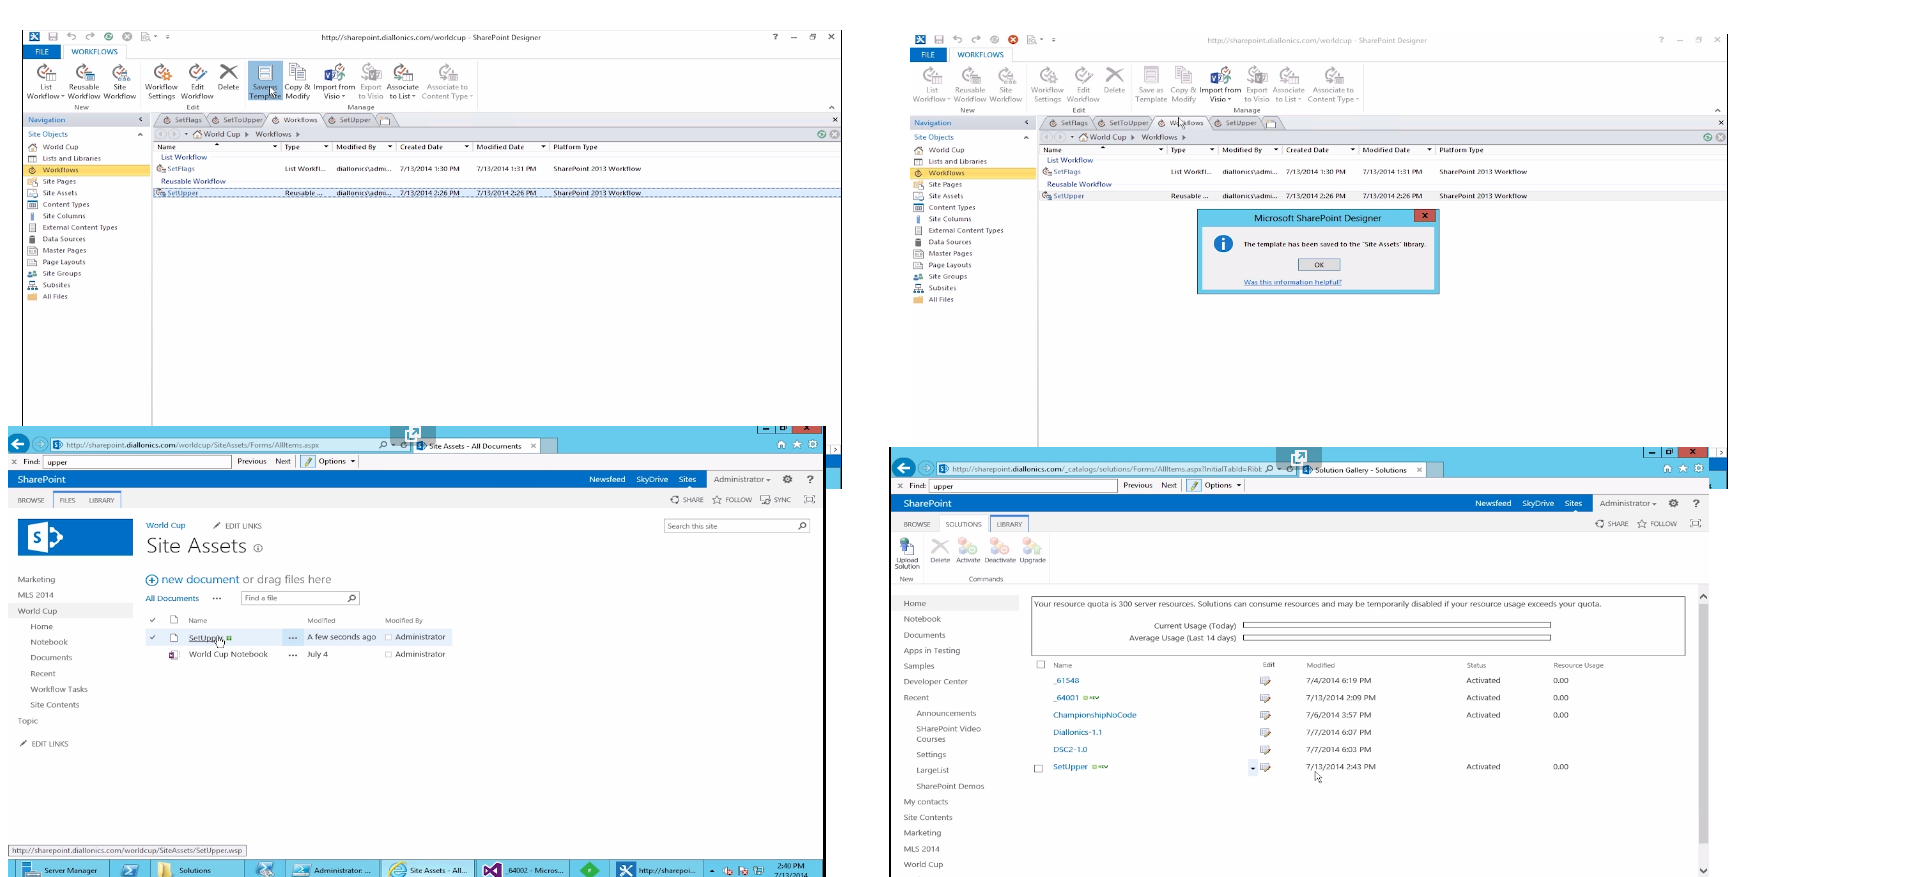 http://sharepoint.diallonics.com/worldcup - SharePoint Designer
FILE WORKFLOWS
List Workflow Reusable Workflow Site Workflow Workflow Settings Edit Workflow Delete Save as Template Copy & Modify Import from Visio Export to Visio Associate to List Associate to Content Type
New Edit Manage
Navigation
SetFlags SetToUpper Workflows SetUpper
Site Objects
World Cup Workflows
World Cup
Lists and Libraries
Workflows
Site Pages
Site Assets
Content Types
Site Columns
External Content Types
Data Sources
Master Pages
Page Layouts
Site Groups
Subsites
All Files
Name Type Modified By Created Date Modified Date Platform Type
List Workflow
SetFlags List Workfl... diallonics\adm... 7/13/2014 1:30 PM 7/13/2014 1:31 PM SharePoint 2013 Workflow
Reusable Workflow
SetUpper Reusable ... diallonics\adm... 7/13/2014 2:26 PM 7/13/2014 2:26 PM SharePoint 2013 Workflow
http://sharepoint.diallonics.com/worldcup - SharePoint Designer
FILE WORKFLOWS
List Workflow Reusable Workflow Site Workflow Workflow Settings Edit Workflow Delete Save as Template Copy & Modify Import from Visio Export to Visio Associate to List Associate to Content Type
New Edit Manage
Navigation
SetFlags SetToUpper Workflows SetUpper
Site Objects
World Cup Workflows
World Cup
Lists and Libraries
Workflows
Site Pages
Site Assets
Content Types
Site Columns
External Content Types
Data Sources
Master Pages
Page Layouts
Site Groups
Subsites
All Files
Name Type Modified By Created Date Modified Date Platform Type
List Workflow
SetFlags List Workfl... diallonics\adm... 7/13/2014 1:30 PM 7/13/2014 1:31 PM SharePoint 2013 Workflow
Reusable Workflow
SetUpper Reusable ... diallonics\adm... 7/13/2014 2:26 PM 7/13/2014 2:26 PM SharePoint 2013 Workflow
Microsoft SharePoint Designer
The template has been saved to the 'Site Assets' library.
OK
Was this information helpful?
http://sharepoint.diallonics.com/worldcup/SiteAssets/Forms/AllItems.aspx Site Assets - All Documents
Find: upper Previous Next Options
SharePoint Newsfeed SkyDrive Sites Administrator ?
BROWSE FILES LIBRARY SHARE FOLLOW SYNC
World Cup EDIT LINKS Search this site
Site Assets
Marketing
MLS 2014
World Cup
Home
Notebook
Documents
Recent
Workflow Tasks
Site Contents
Topic
EDIT LINKS
new document or drag files here
All Documents ... Find a file
Name Modified Modified By
SetUpper ... A few seconds ago Administrator
World Cup Notebook ... July 4 Administrator
http://sharepoint.diallonics.com/worldcup/SiteAssets/SetUpper.wsp
Server Manager Solutions Administrator: ... Site Assets - All... _64002 - Micros... http://sharepoi... 2:40 PM
7/13/2014
http://sharepoint.diallonics.com/_catalogs/solutions/Forms/AllItems.aspx?InitialTabId=Ribb Solution Gallery - Solutions
Find: upper Previous Next Options
SharePoint Newsfeed SkyDrive Sites Administrator ?
BROWSE SOLUTIONS LIBRARY SHARE FOLLOW
Upload Solution Delete Activate Deactivate Upgrade
New Commands
Home
Notebook
Documents
Apps in Testing
Samples
Developer Center
Recent
Announcements
SharePoint Video Courses
Settings
LargeList
SharePoint Demos
My contacts
Site Contents
Marketing
MLS 2014
World Cup
Your resource quota is 300 server resources. Solutions can consume resources and may be temporarily disabled if your resource usage exceeds your quota.
Current Usage (Today)
Average Usage (Last 14 days)
Name Edit Modified Status Resource Usage
_61548 7/4/2014 6:19 PM Activated 0.00
_64001 NEW 7/13/2014 2:09 PM Activated 0.00
ChampionshipNoCode 7/6/2014 3:57 PM Activated 0.00
Diallonics-1.1 7/7/2014 6:07 PM
DSC2-1.0 7/7/2014 6:03 PM
SetUpper NEW 7/13/2014 2:43 PM Activated 0.00